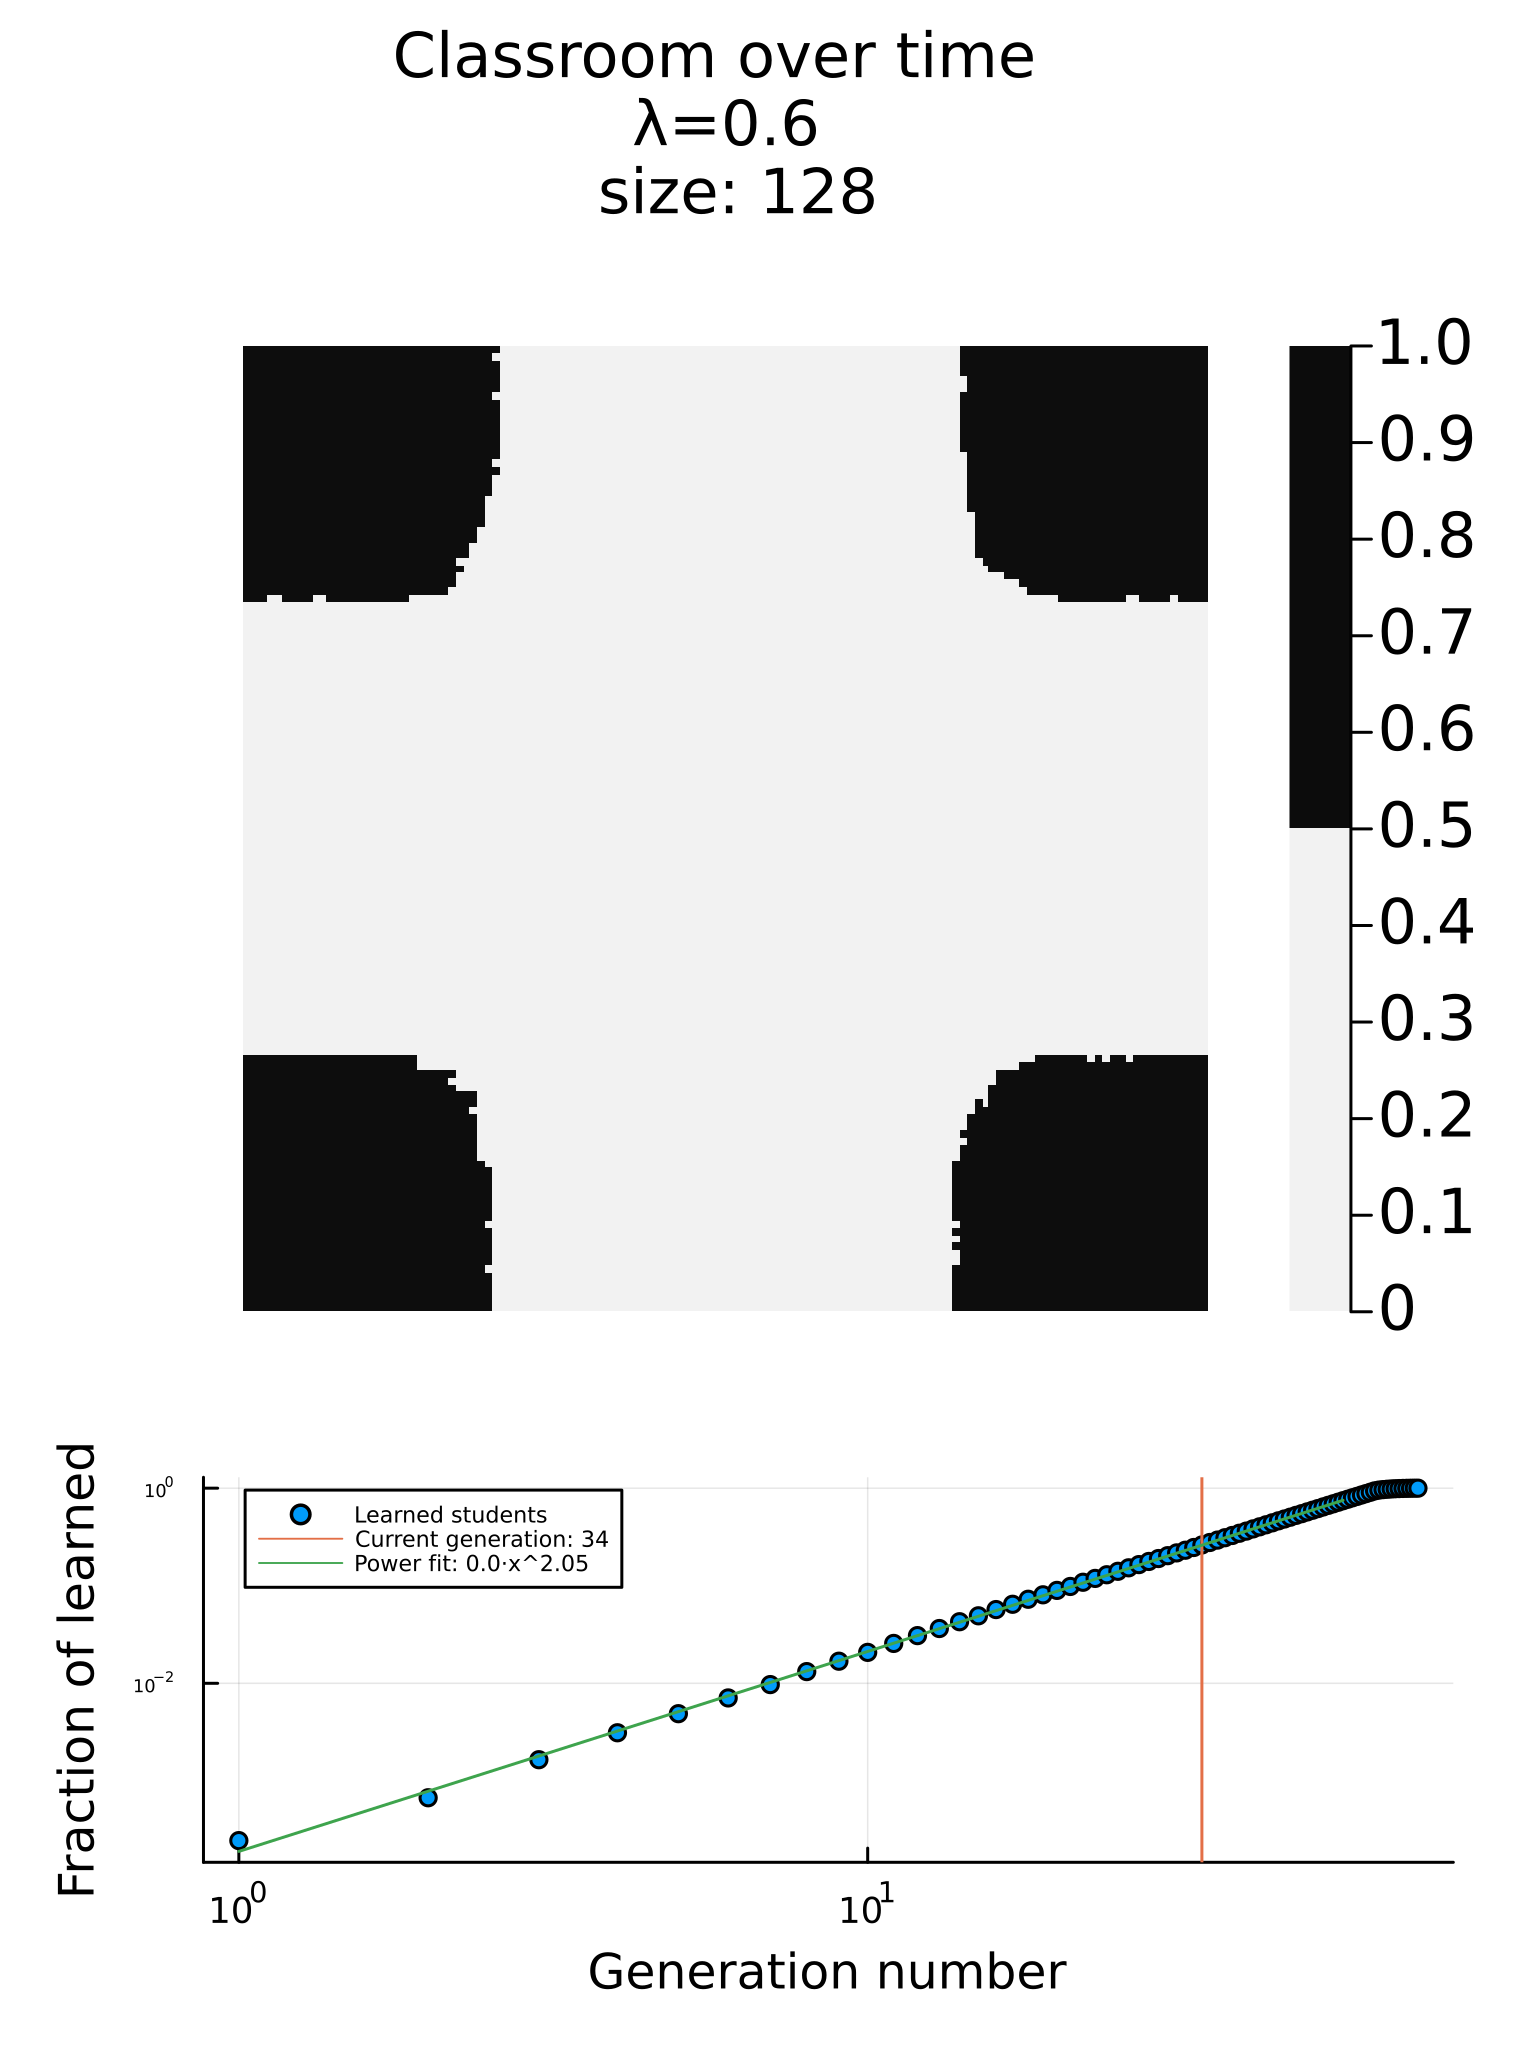 Classroom over time
λ=0.6
size: 128
1.0
0.9
0.8
0.7
0.6
0.5
0.4
0.3
0.2
0.1
0
Fraction of learned
10^0
10^−2
Learned students
Current generation: 34
Power fit: 0.0·x^2.05
10^0
10^1
Generation number